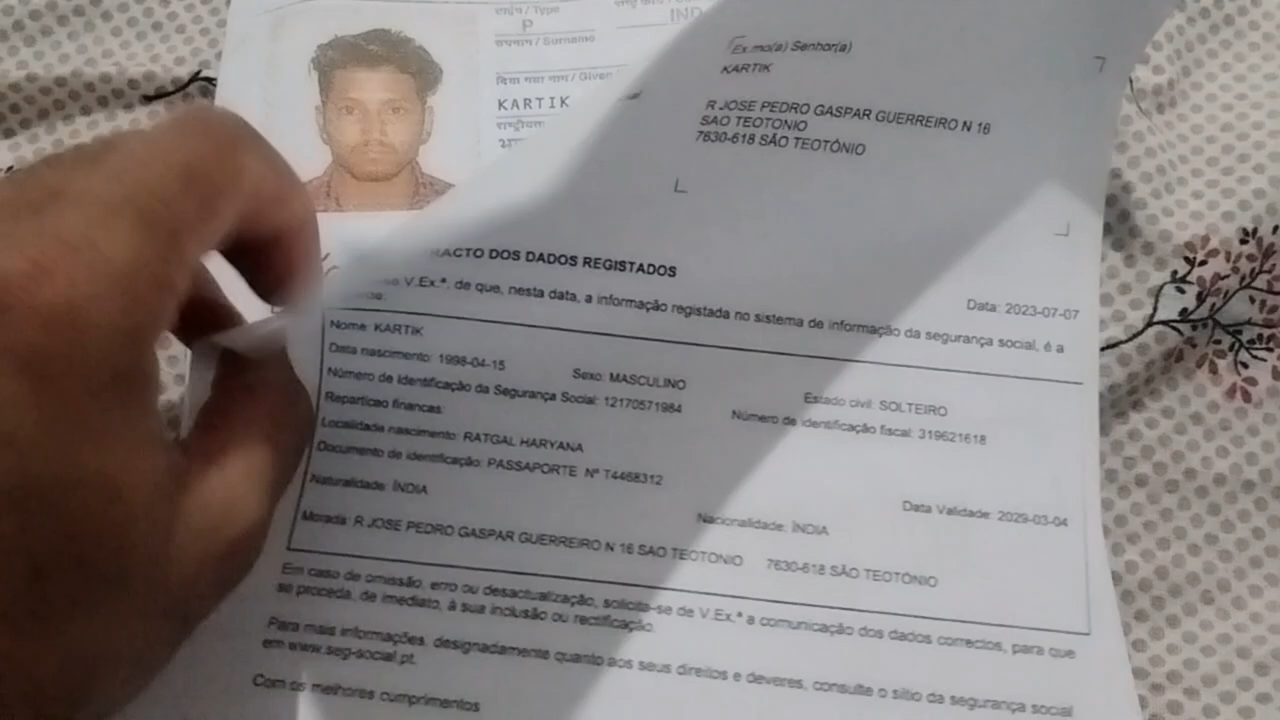 टाईप / Type
P
IND
उपनाम / Surname
दिया गया नाम / Given
KARTIK
Ex.mo(a) Senhor(a)
KARTIK
R JOSE PEDRO GASPAR GUERREIRO N 16
SAO TEOTONIO
7630-618 SÃO TEOTÓNIO
RACTO DOS DADOS REGISTADOS
Data: 2023-07-07
V.Ex.ª, de que, nesta data, a informação registada no sistema de informação da segurança social, é a
Nome: KARTIK
Data nascimento: 1998-04-15 Sexo: MASCULINO Estado civil: SOLTEIRO
Número de Identificação da Segurança Social: 12170571984 Número de identificação fiscal: 319621618
Reparticao financas:
Localidade nascimento: RATGAL HARYANA
Documento de identificação: PASSAPORTE Nº T4468312 Data Validade: 2029-03-04
Naturalidade: ÍNDIA Nacionalidade: ÍNDIA
Morada: R JOSE PEDRO GASPAR GUERREIRO N 16 SAO TEOTONIO 7630-618 SÃO TEOTÓNIO
Em caso de omissão, erro ou desactualização, solicita-se de V.Ex.ª a comunicação dos dados correctos, para que
se proceda, de imediato, à sua inclusão ou rectificação.
Para mais informações, designadamente quanto aos seus direitos e deveres, consulte o sítio da segurança social
em www.seg-social.pt.
Com os melhores cumprimentos